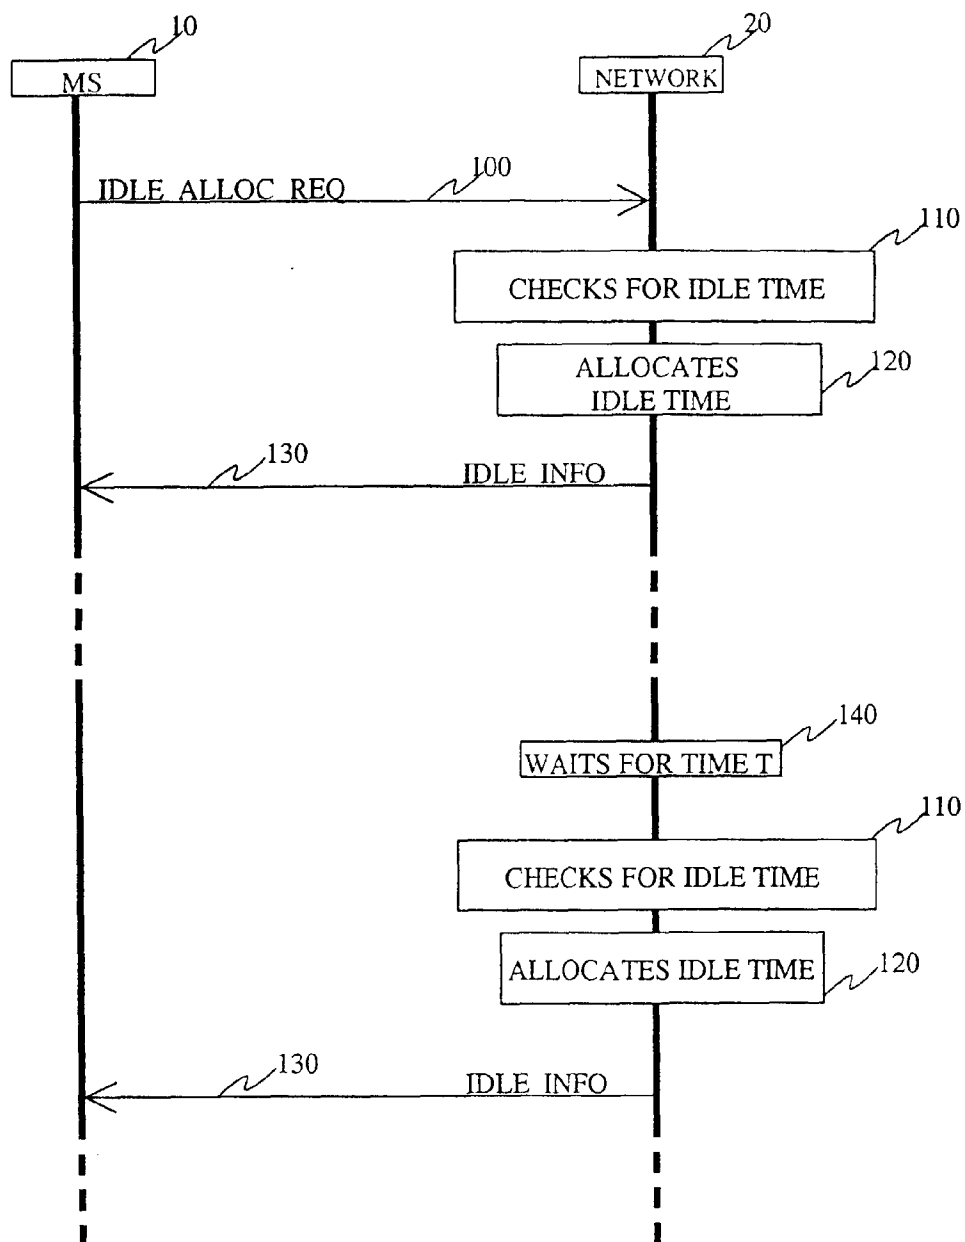 10
20
MS
NETWORK
100
IDLE ALLOC REQ
110
CHECKS FOR IDLE TIME
120
ALLOCATES
IDLE TIME
130
IDLE INFO
140
WAITS FOR TIME T
110
CHECKS FOR IDLE TIME
120
ALLOCATES IDLE TIME
130
IDLE INFO